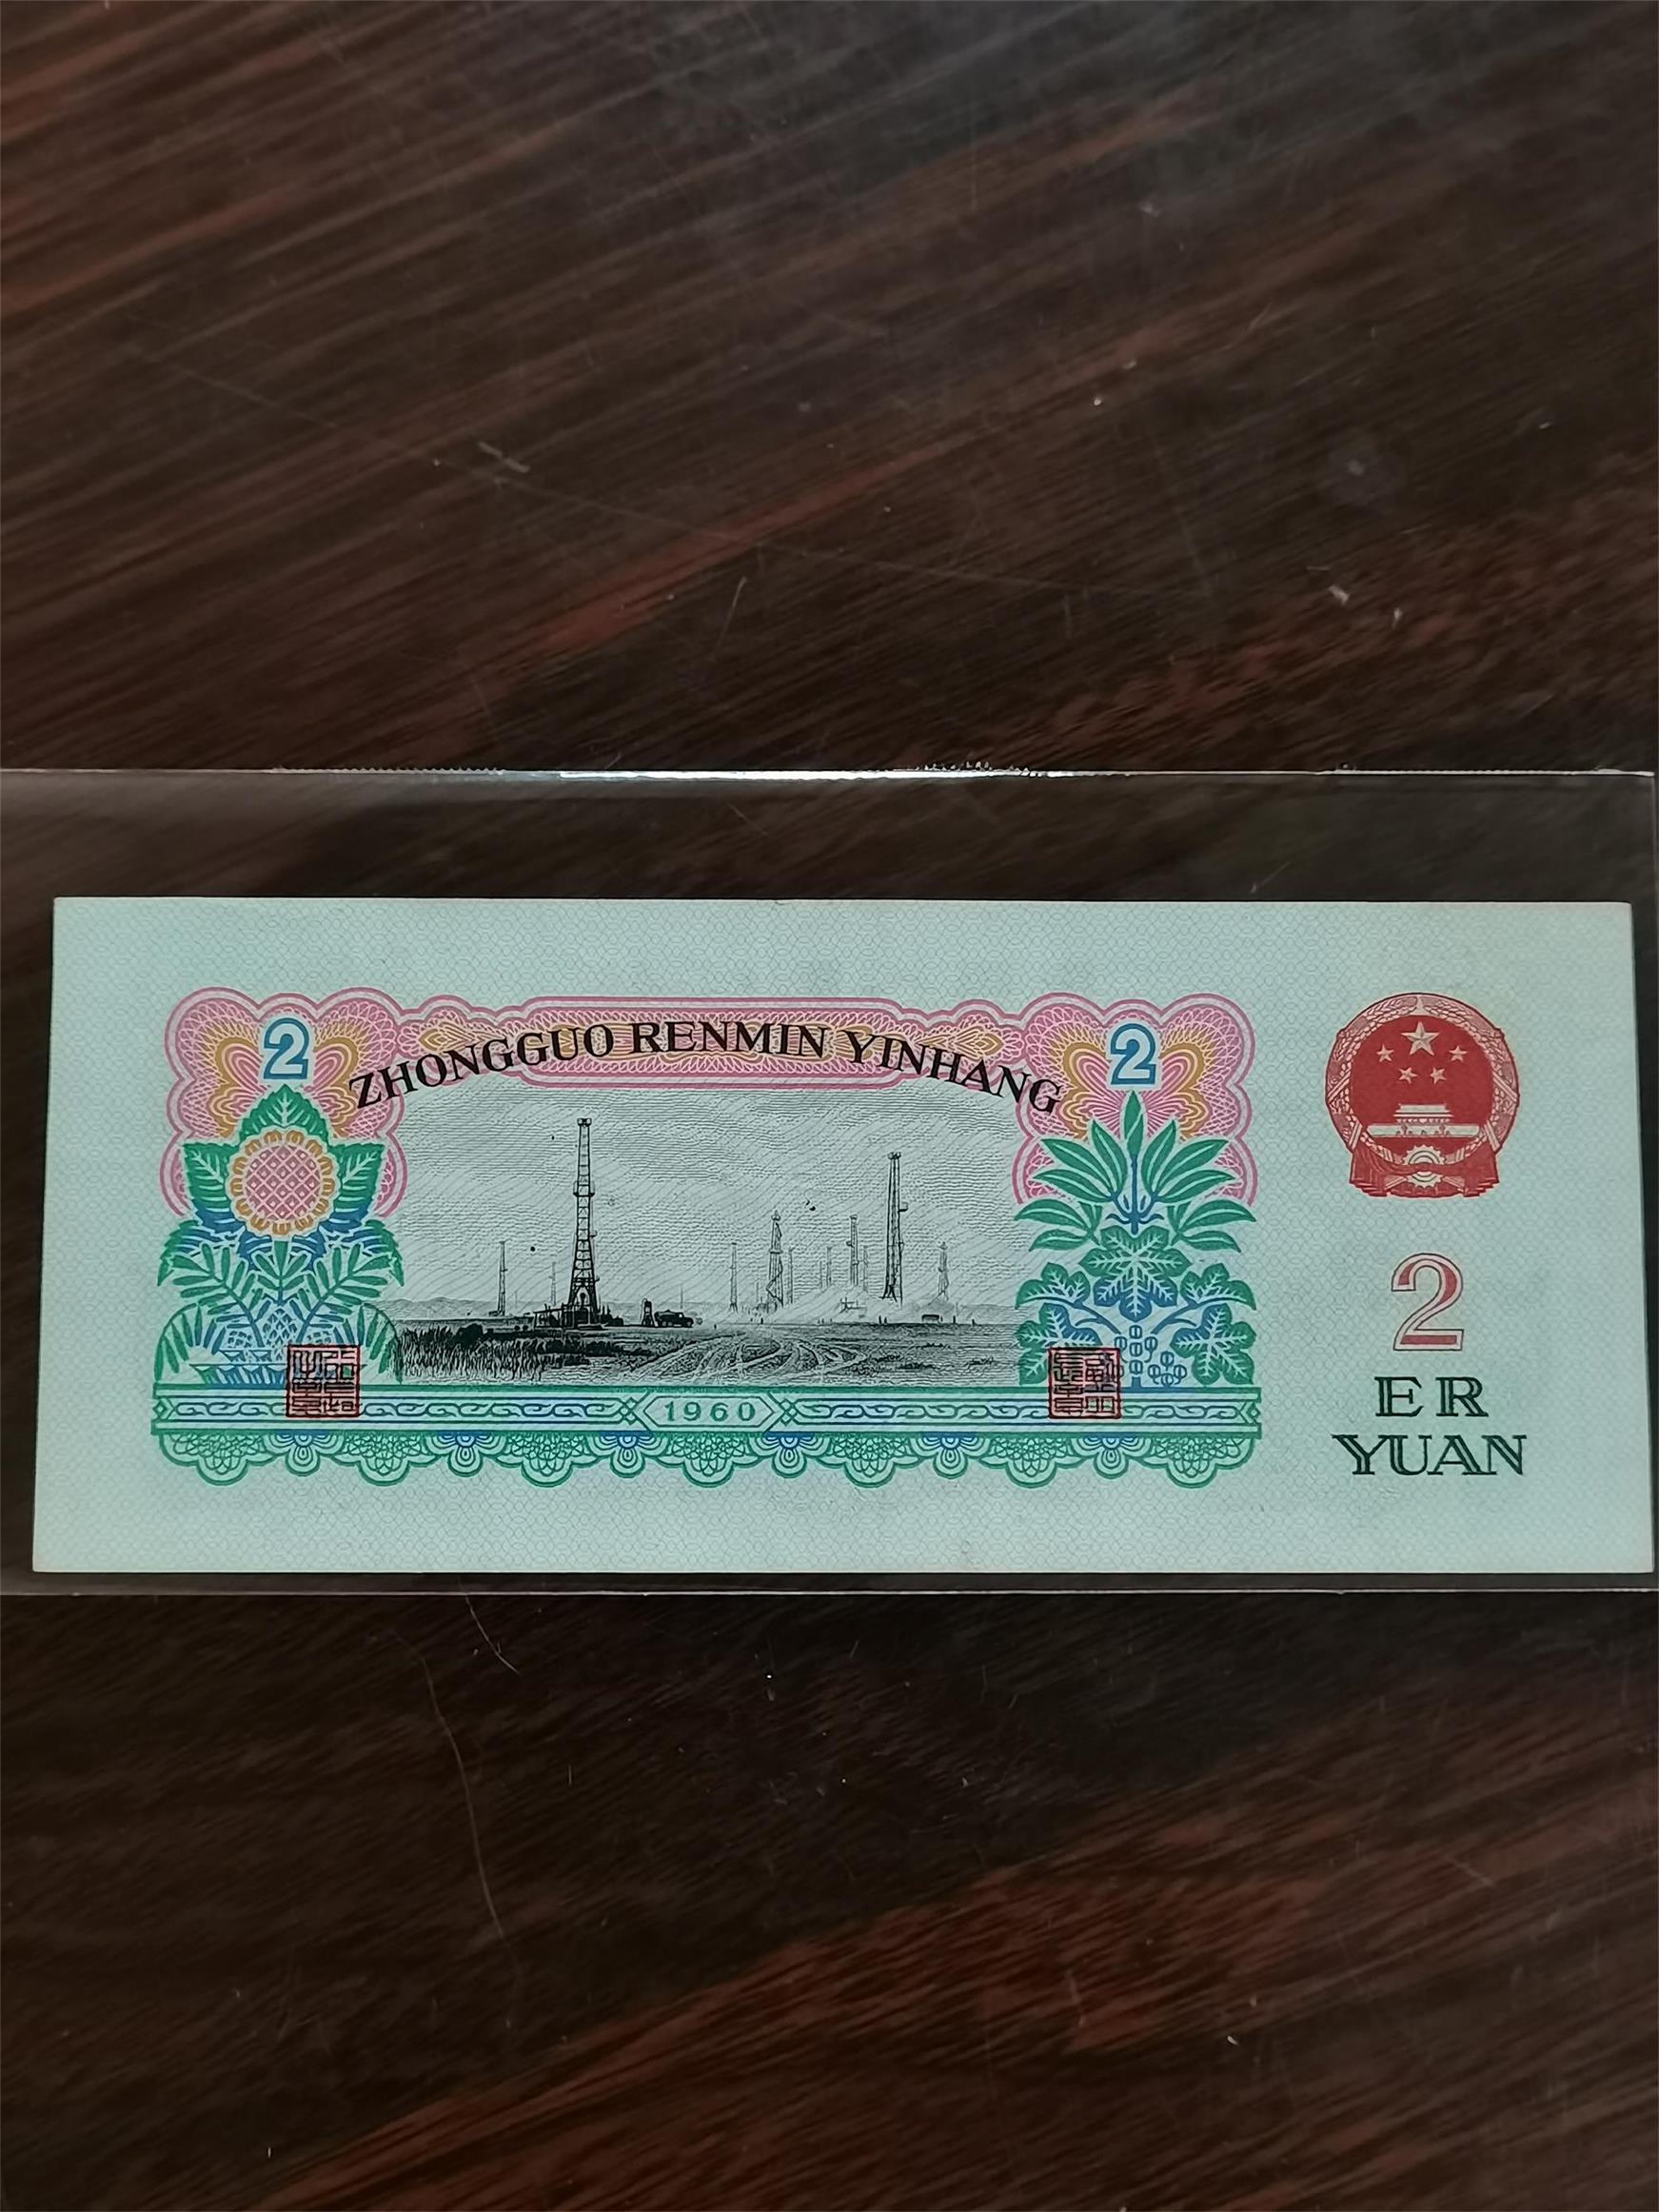 2
2
ZHONGGUO RENMIN YINHANG
1960
2
ER
YUAN